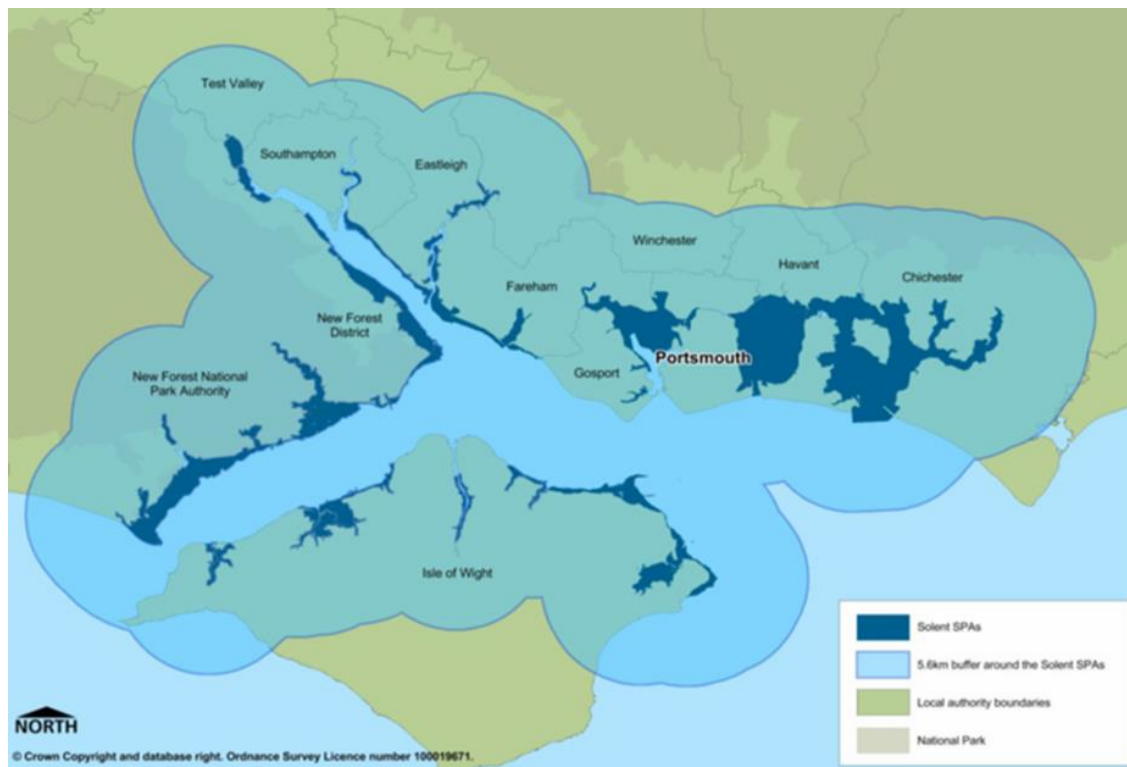 Test Valley
Southampton
Eastleigh
Winchester
Havant
Chichester
Fareham
New Forest
District
Portsmouth
Gosport
New Forest National
Park Authority
Isle of Wight
Solent SPAs
5.6km buffer around the Solent SPAs
Local authority boundaries
National Park
NORTH
© Crown Copyright and database right. Ordnance Survey Licence number 100019671.